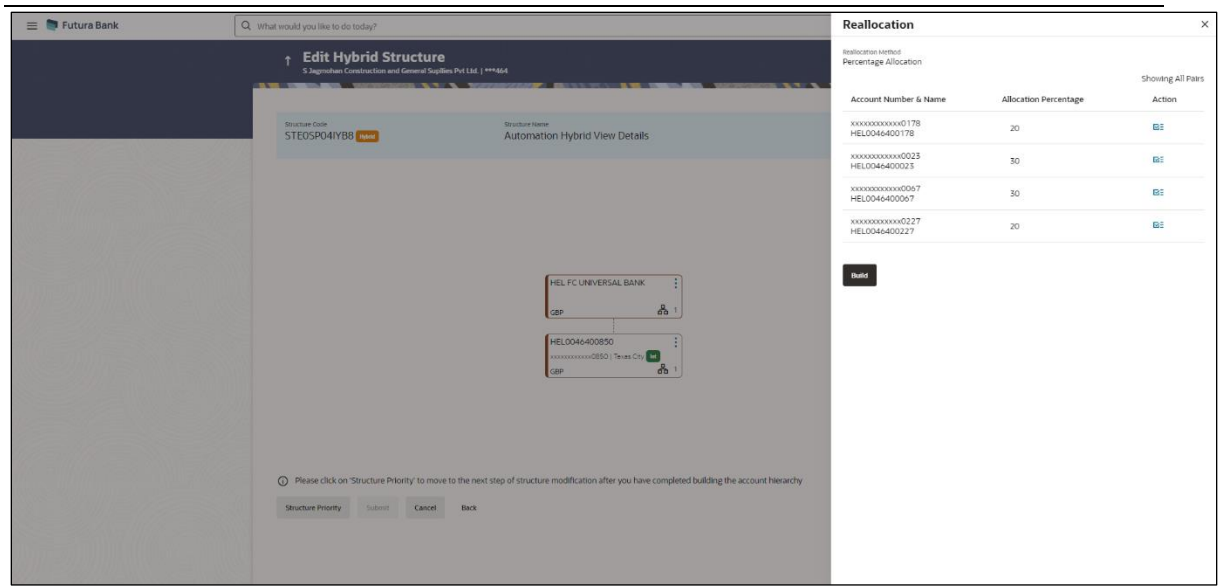 Futura Bank
What would you like to do today?
Edit Hybrid Structure
S Jagmohan Construction and General Suplies Pvt Ltd. | ***464
Structure Code
STE0SP04IYB8 Hybrid
Structure Name
Automation Hybrid View Details
HEL FC UNIVERSAL BANK
GBP
1
HEL0046400850
xxxxxxxxxxxx0850 | Texas City Int
GBP
1
Please click on 'Structure Priority' to move to the next step of structure modification after you have completed building the account hierarchy
Structure Priority Submit Cancel Back
Reallocation
Reallocation Method
Percentage Allocation
Showing All Pairs
Account Number & Name Allocation Percentage Action
xxxxxxxxxxxx0178
HEL0046400178
20
xxxxxxxxxxxx0023
HEL0046400023
30
xxxxxxxxxxxx0067
HEL0046400067
30
xxxxxxxxxxxx0227
HEL0046400227
20
Build